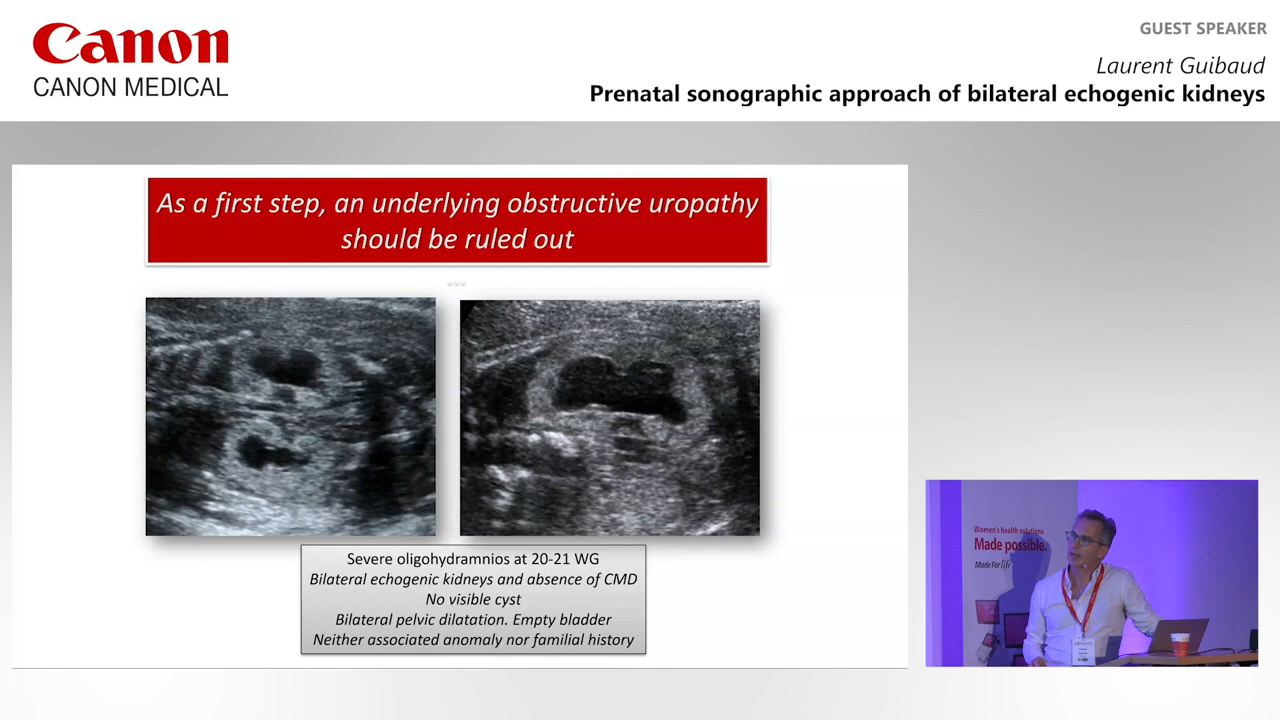 Canon
CANON MEDICAL
GUEST SPEAKER
Laurent Guibaud
Prenatal sonographic approach of bilateral echogenic kidneys
As a first step, an underlying obstructive uropathy
should be ruled out
Severe oligohydramnios at 20-21 WG
Bilateral echogenic kidneys and absence of CMD
No visible cyst
Bilateral pelvic dilatation. Empty bladder
Neither associated anomaly nor familial history
Women's health solutions
Made possible.
Made For life